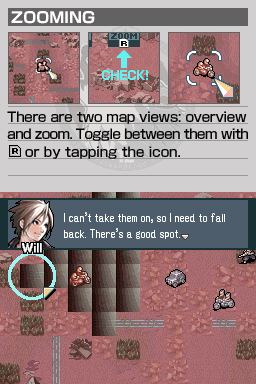 ZOOMING
ZOOM
R
CHECK!
There are two map views: overview
and zoom. Toggle between them with
R or by tapping the icon.
I can't take them on, so I need to fall
back. There's a good spot.
Will